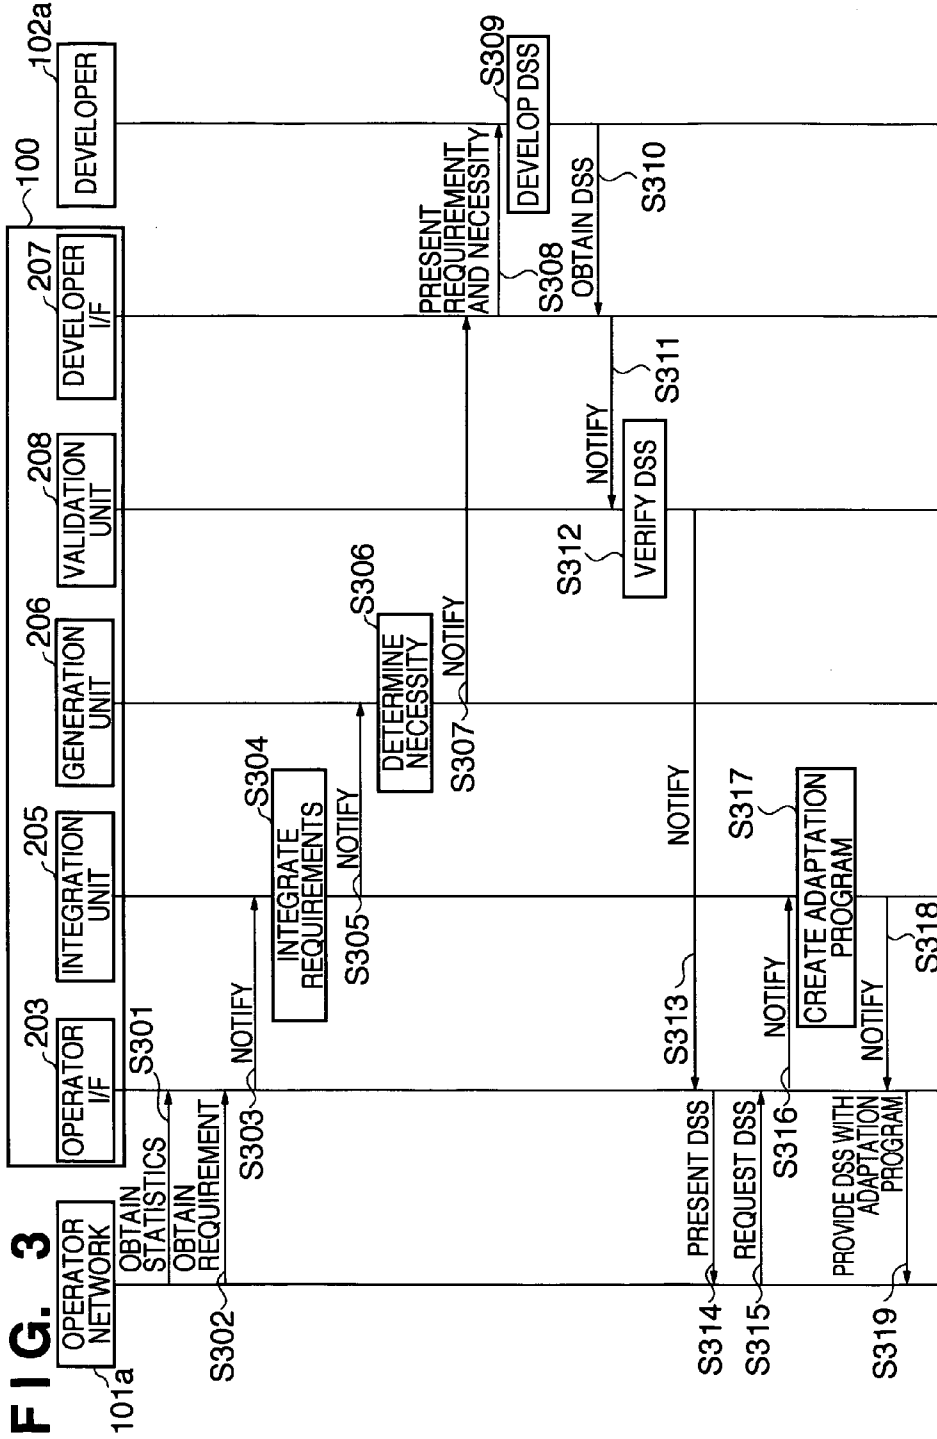 FIG. 3
100
101a
OPERATOR
NETWORK
203
OPERATOR
I/F
205
INTEGRATION
UNIT
206
GENERATION
UNIT
208
VALIDATION
UNIT
207
DEVELOPER
I/F
102a
DEVELOPER
OBTAIN
STATISTICS
S301
OBTAIN
REQUIREMENT
S302
NOTIFY
S303
S304
INTEGRATE
REQUIREMENTS
NOTIFY
S305
S306
DETERMINE
NECESSITY
NOTIFY
S307
PRESENT
REQUIREMENT
AND NECESSITY
S308
S309
DEVELOP DSS
OBTAIN DSS
S310
NOTIFY
S311
S312
VERIFY DSS
NOTIFY
S313
PRESENT DSS
S314
REQUEST DSS
S315
NOTIFY
S316
S317
CREATE ADAPTATION
PROGRAM
NOTIFY
S318
PROVIDE DSS WITH
ADAPTATION
PROGRAM
S319